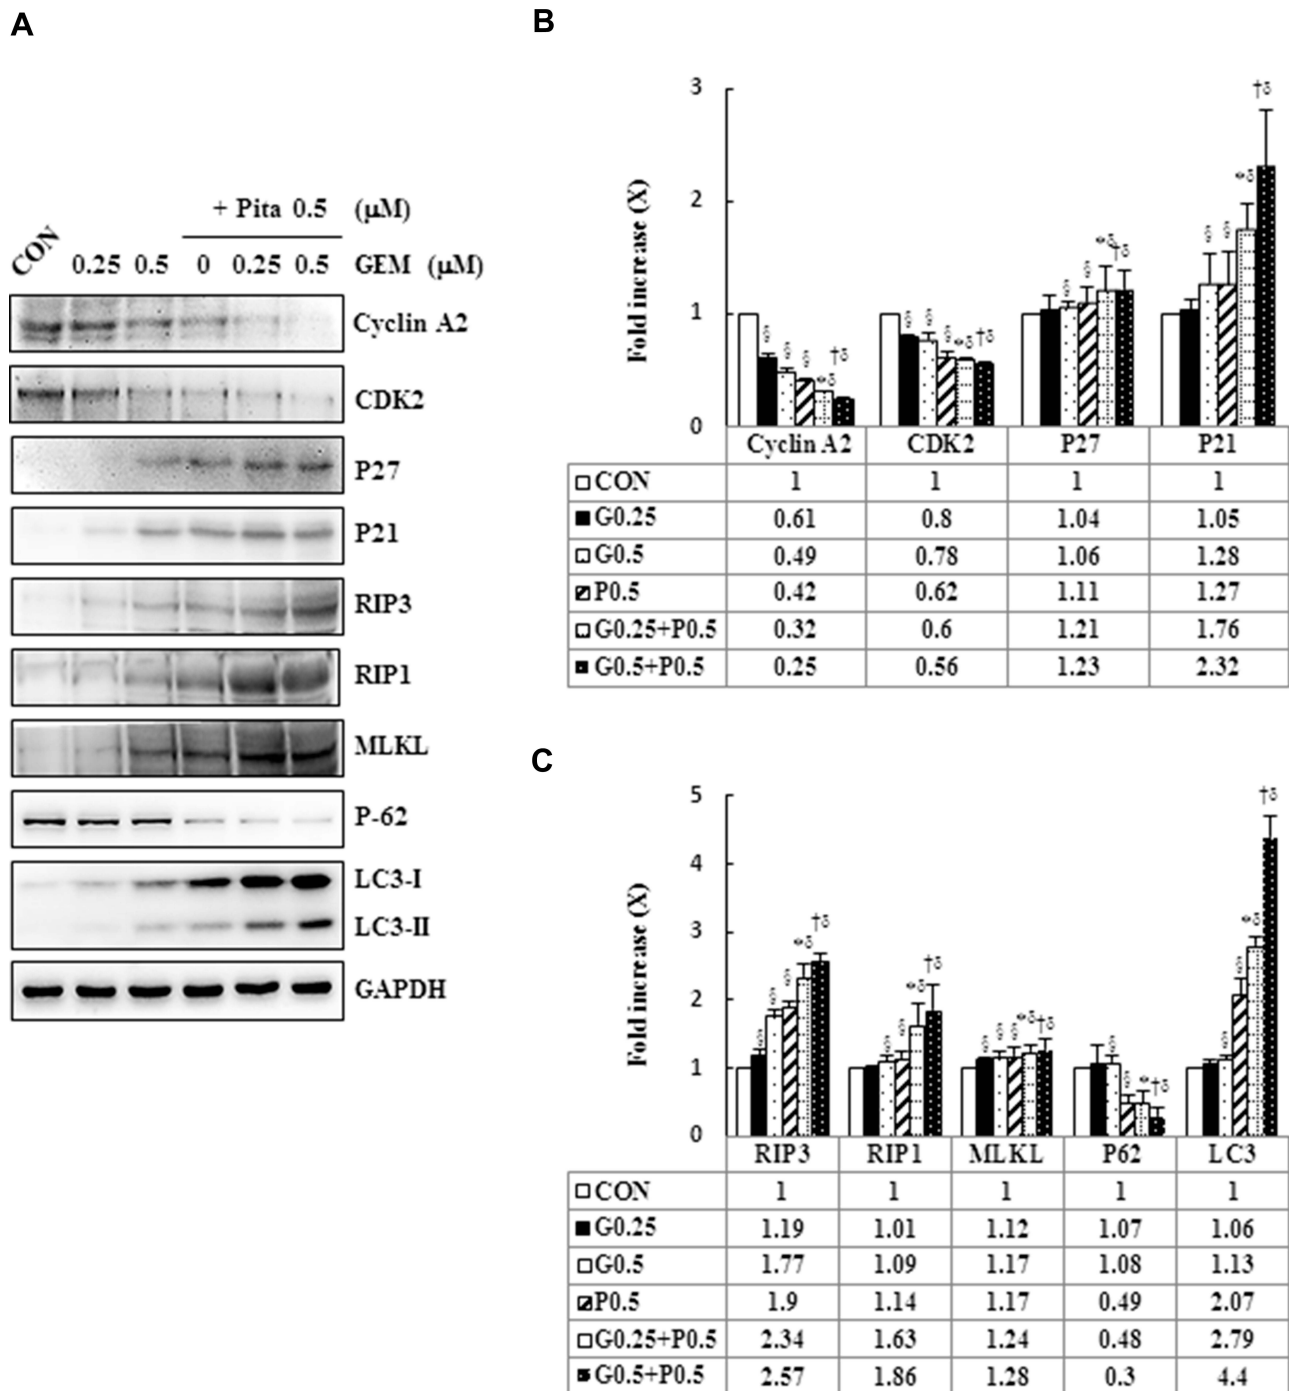 A
+ Pita 0.5 (μM)
CON 0.25 0.5 0 0.25 0.5 GEM (μM)
Cyclin A2
CDK2
P27
P21
RIP3
RIP1
MLKL
P-62
LC3-I
LC3-II
GAPDH
B
Fold increase (X)
3
2
1
0
δ δ δ *δ †δ
δ δ δ *δ †δ
δ δ *δ †δ
δ δ *δ †δ
Cyclin A2 CDK2 P27 P21
CON 1 1 1 1
G0.25 0.61 0.8 1.04 1.05
G0.5 0.49 0.78 1.06 1.28
P0.5 0.42 0.62 1.11 1.27
G0.25+P0.5 0.32 0.6 1.21 1.76
G0.5+P0.5 0.25 0.56 1.23 2.32
C
Fold increase (X)
5
4
3
2
1
0
δ δ δ *δ †δ
δ δ *δ †δ
δ δ δ *δ †δ
δ δ * †δ
δ δ *δ †δ
RIP3 RIP1 MLKL P62 LC3
CON 1 1 1 1 1
G0.25 1.19 1.01 1.12 1.07 1.06
G0.5 1.77 1.09 1.17 1.08 1.13
P0.5 1.9 1.14 1.17 0.49 2.07
G0.25+P0.5 2.34 1.63 1.24 0.48 2.79
G0.5+P0.5 2.57 1.86 1.28 0.3 4.4